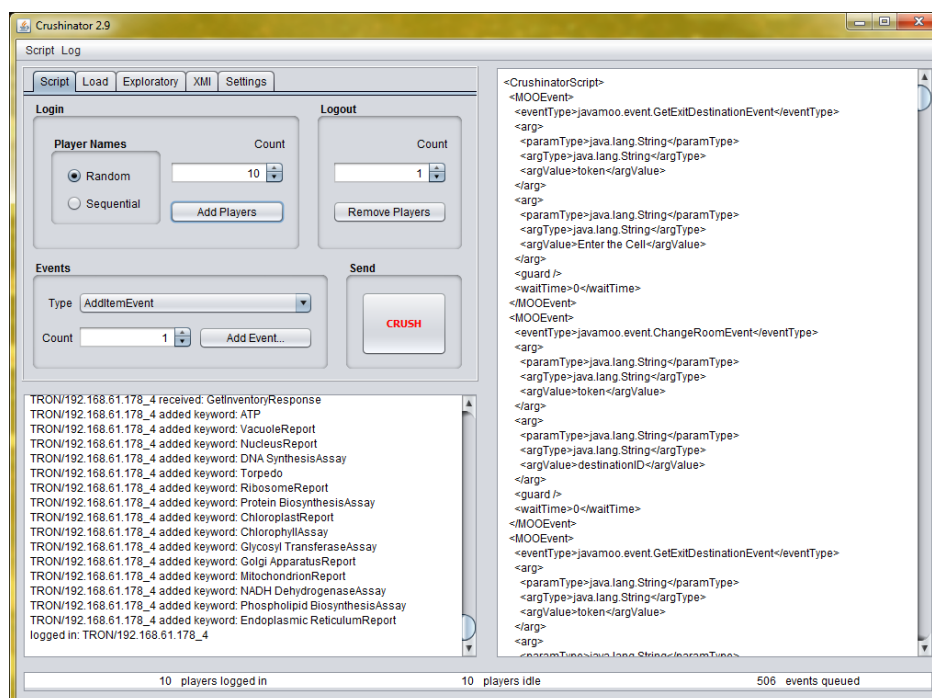 Crushinator 2.9
Script Log
Script Load Exploratory XMI Settings
Login
Player Names
Random
Sequential
Count
10
Add Players
Logout
Count
1
Remove Players
Events
Type AddItemEvent
Count 1 Add Event...
Send
CRUSH
TRON/192.168.61.178_4 received: GetInventoryResponse
TRON/192.168.61.178_4 added keyword: ATP
TRON/192.168.61.178_4 added keyword: VacuoleReport
TRON/192.168.61.178_4 added keyword: NucleusReport
TRON/192.168.61.178_4 added keyword: DNA SynthesisAssay
TRON/192.168.61.178_4 added keyword: Torpedo
TRON/192.168.61.178_4 added keyword: RibosomeReport
TRON/192.168.61.178_4 added keyword: Protein BiosynthesisAssay
TRON/192.168.61.178_4 added keyword: ChloroplastReport
TRON/192.168.61.178_4 added keyword: ChlorophyllAssay
TRON/192.168.61.178_4 added keyword: Glycosyl TransferaseAssay
TRON/192.168.61.178_4 added keyword: Golgi ApparatusReport
TRON/192.168.61.178_4 added keyword: MitochondrionReport
TRON/192.168.61.178_4 added keyword: NADH DehydrogenaseAssay
TRON/192.168.61.178_4 added keyword: Phospholipid BiosynthesisAssay
TRON/192.168.61.178_4 added keyword: Endoplasmic ReticulumReport
logged in: TRON/192.168.61.178_4
<CrushinatorScript>
<MOOEvent>
<eventType>javamoo.event.GetExitDestinationEvent</eventType>
<arg>
<paramType>java.lang.String</paramType>
<argType>java.lang.String</argType>
<argValue>token</argValue>
</arg>
<arg>
<paramType>java.lang.String</paramType>
<argType>java.lang.String</argType>
<argValue>Enter the Cell</argValue>
</arg>
<guard />
<waitTime>0</waitTime>
</MOOEvent>
<MOOEvent>
<eventType>javamoo.event.ChangeRoomEvent</eventType>
<arg>
<paramType>java.lang.String</paramType>
<argType>java.lang.String</argType>
<argValue>token</argValue>
</arg>
<arg>
<paramType>java.lang.String</paramType>
<argType>java.lang.String</argType>
<argValue>destinationID</argValue>
</arg>
<guard />
<waitTime>0</waitTime>
</MOOEvent>
<MOOEvent>
<eventType>javamoo.event.GetExitDestinationEvent</eventType>
<arg>
<paramType>java.lang.String</paramType>
<argType>java.lang.String</argType>
<argValue>token</argValue>
</arg>
<arg>
<paramType>java.lang.String</paramType>
10 players logged in 10 players idle 506 events queued